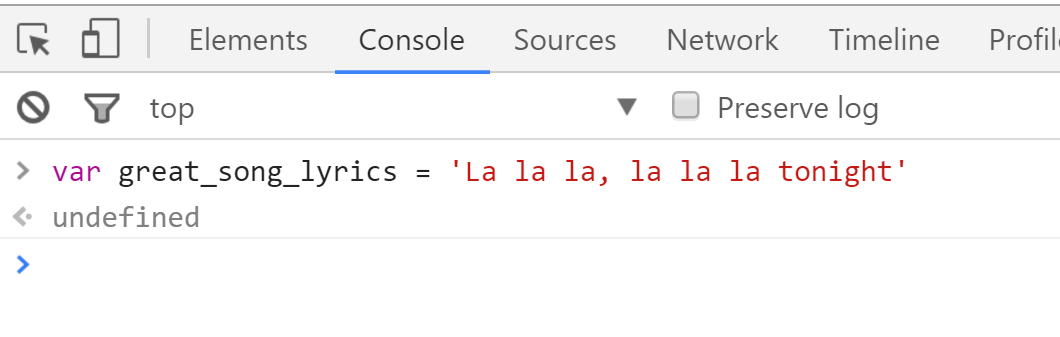 Elements Console Sources Network Timeline Profil
top Preserve log
> var great_song_lyrics = 'La la la, la la la tonight'
undefined
>